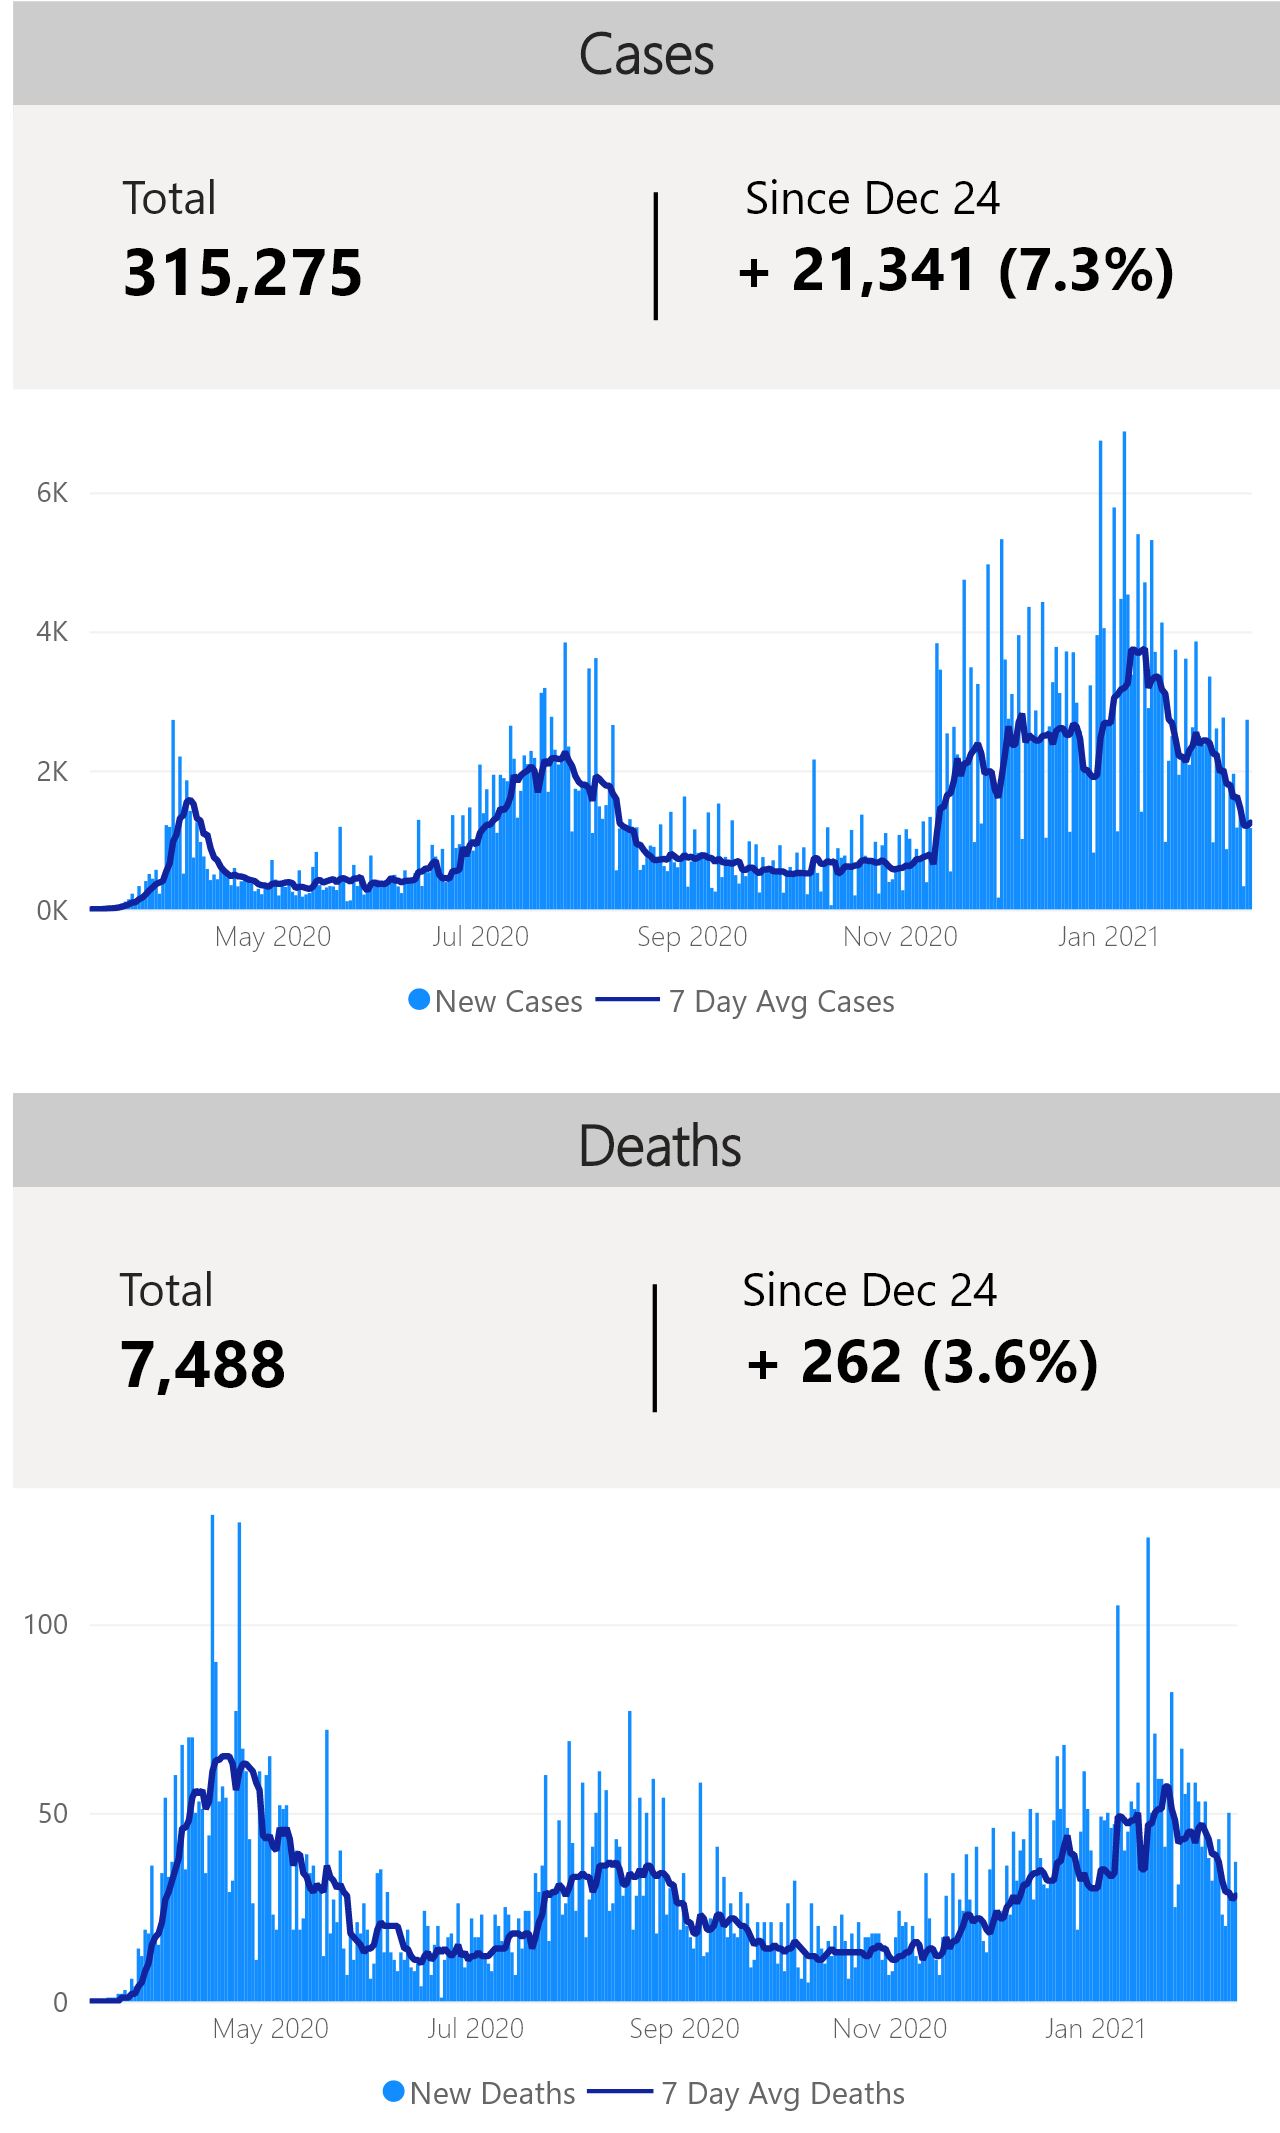 Cases
Total
Since Dec 24
315,275
+ 21,341 (7.3%)
6K
4K
2K
0K
May 2020
Jul 2020
Sep 2020
Nov 2020
Jan 2021
New Cases
7 Day Avg Cases
Deaths
Total
Since Dec 24
7,488
+ 262 (3.6%)
100
50
0
May 2020
Jul 2020
Sep 2020
Nov 2020
Jan 2021
New Deaths
7 Day Avg Deaths